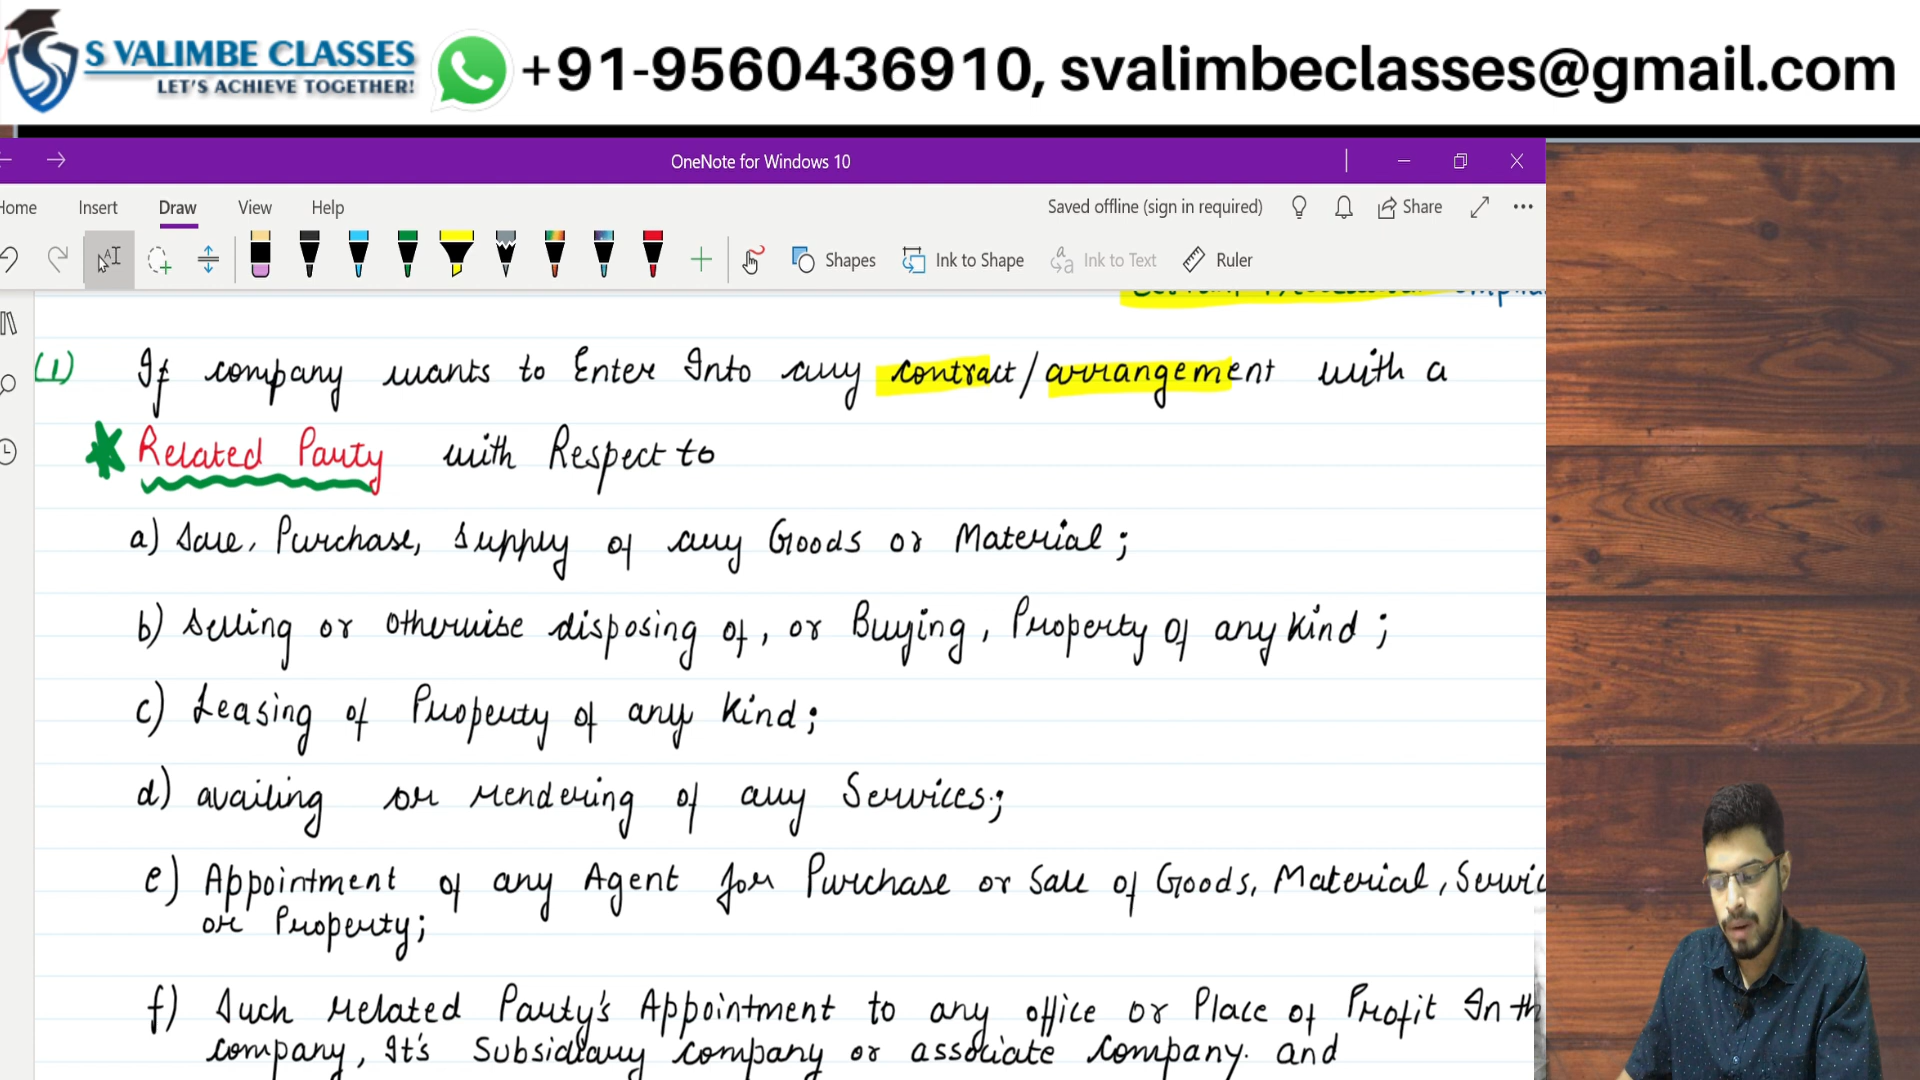 S VALIMBE CLASSES
LET'S ACHIEVE TOGETHER!
+91-9560436910, svalimbeclasses@gmail.com
OneNote for Windows 10
Home Insert Draw View Help
Saved offline (sign in required) Share
Shapes Ink to Shape Ink to Text Ruler
(1) If company wants to Enter Into any contract/arrangement with a
Related Party with Respect to
a) Sale, Purchase, Supply of any Goods or Material;
b) Selling or otherwise disposing of, or Buying, Property of any Kind;
c) Leasing of Property of any Kind;
d) availing or rendering of any Services;
e) Appointment of any Agent for Purchase or Sale of Goods, Material, Servic
or Property;
f) Such related Party's Appointment to any office or Place of Profit In th
company, It's Subsidiary company or associate company. and